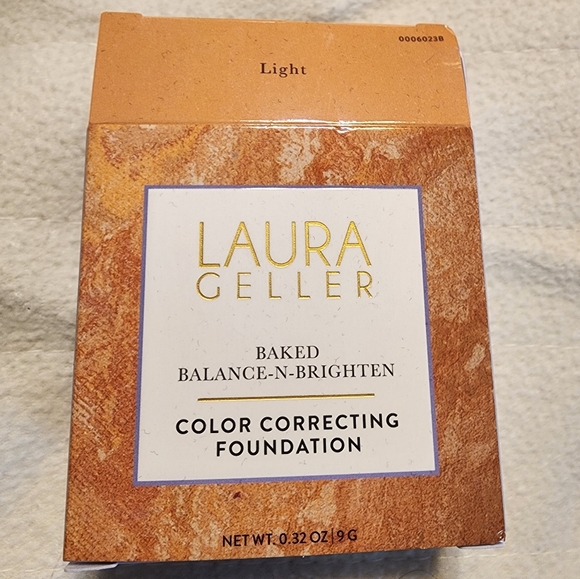 0006023B
Light
LAURA
GELLER
BAKED
BALANCE-N-BRIGHTEN
COLOR CORRECTING
FOUNDATION
NET WT. 0.32 OZ | 9 G